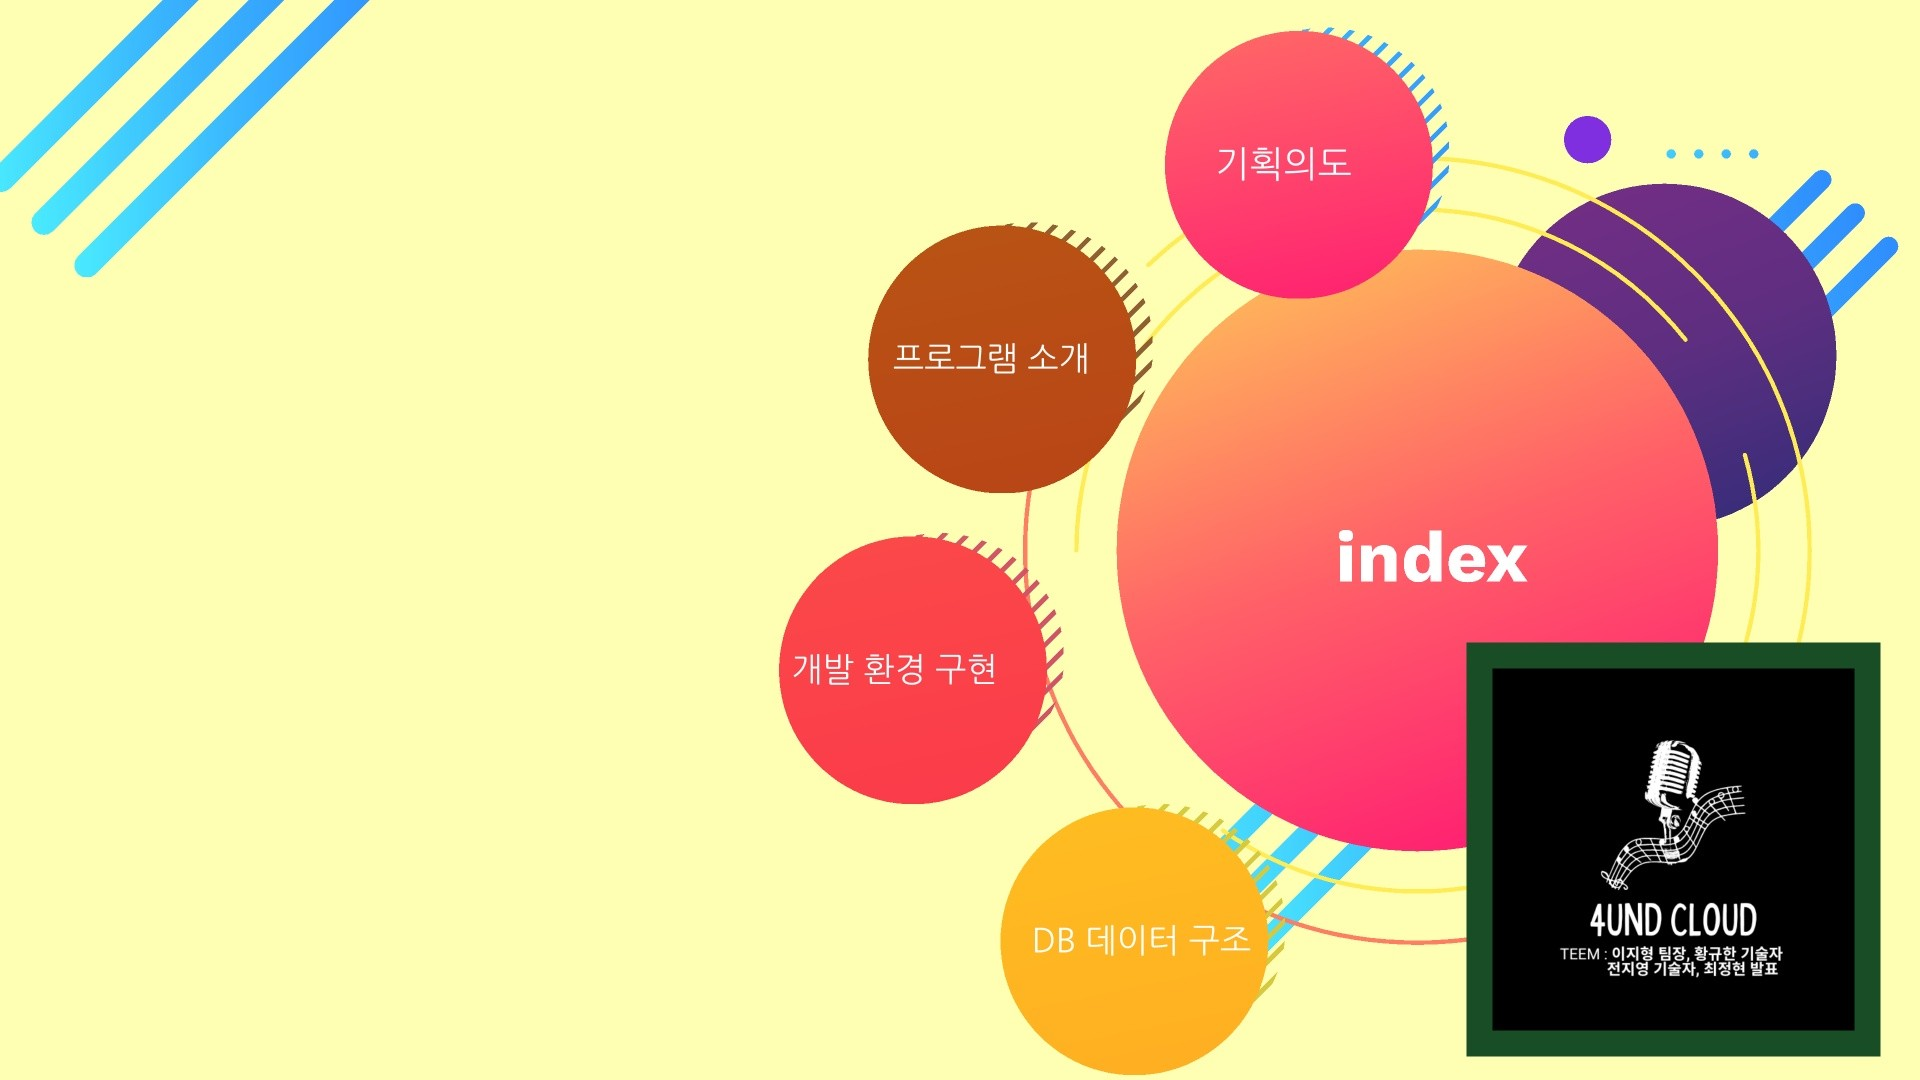 기획의도
프로그램 소개
index
개발 환경 구현
DB 데이터 구조
4UND CLOUD
TEEM : 이지형 팀장, 황규한 기술자
전지영 기술자, 최정현 발표